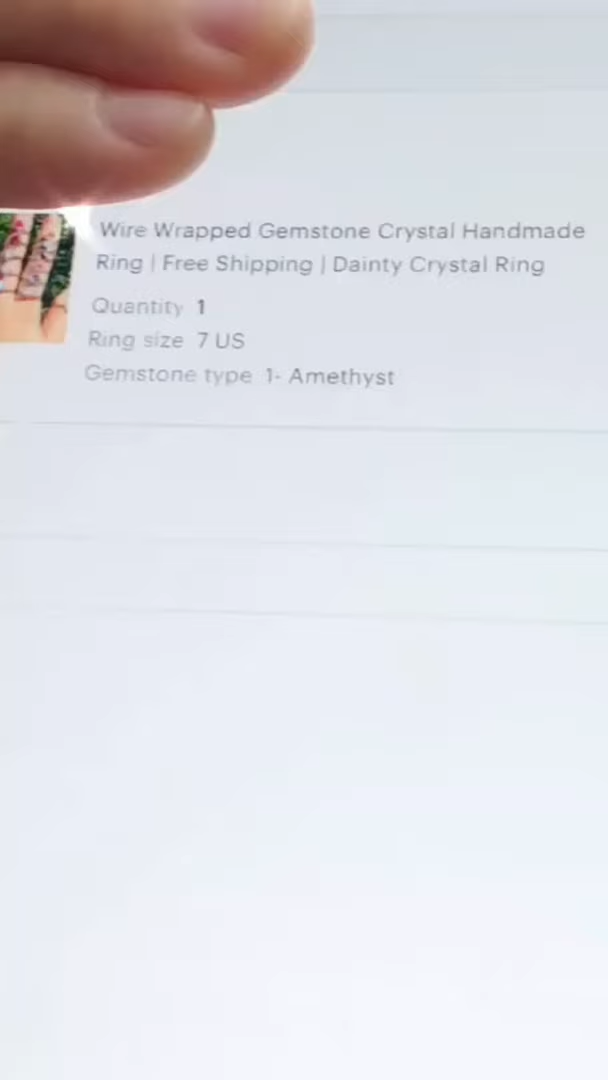 Wire Wrapped Gemstone Crystal Handmade
Ring | Free Shipping | Dainty Crystal Ring
Quantity 1
Ring size 7 US
Gemstone type 1- Amethyst